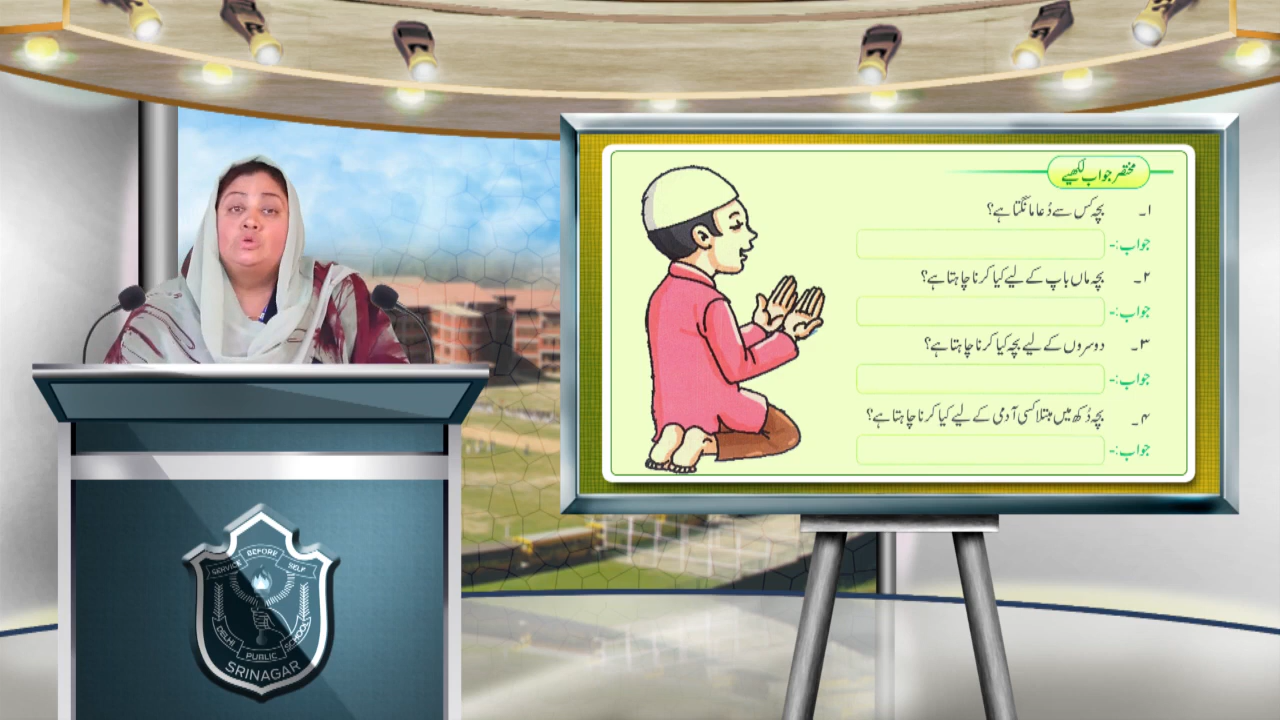 مختصر جواب لکھیے
۱۔ بچہ کس سے دُعا مانگتا ہے؟
جواب:-
۲۔ بچہ ماں باپ کے لیے کیا کرنا چاہتا ہے؟
جواب:-
۳۔ دوسروں کے لیے بچہ کیا کرنا چاہتا ہے؟
جواب:-
۴۔ بچہ دُکھ میں مبتلا کسی آدمی کے لیے کیا کرنا چاہتا ہے؟
جواب:-
SERVICE BEFORE SELF
DELHI PUBLIC SCHOOL
SRINAGAR